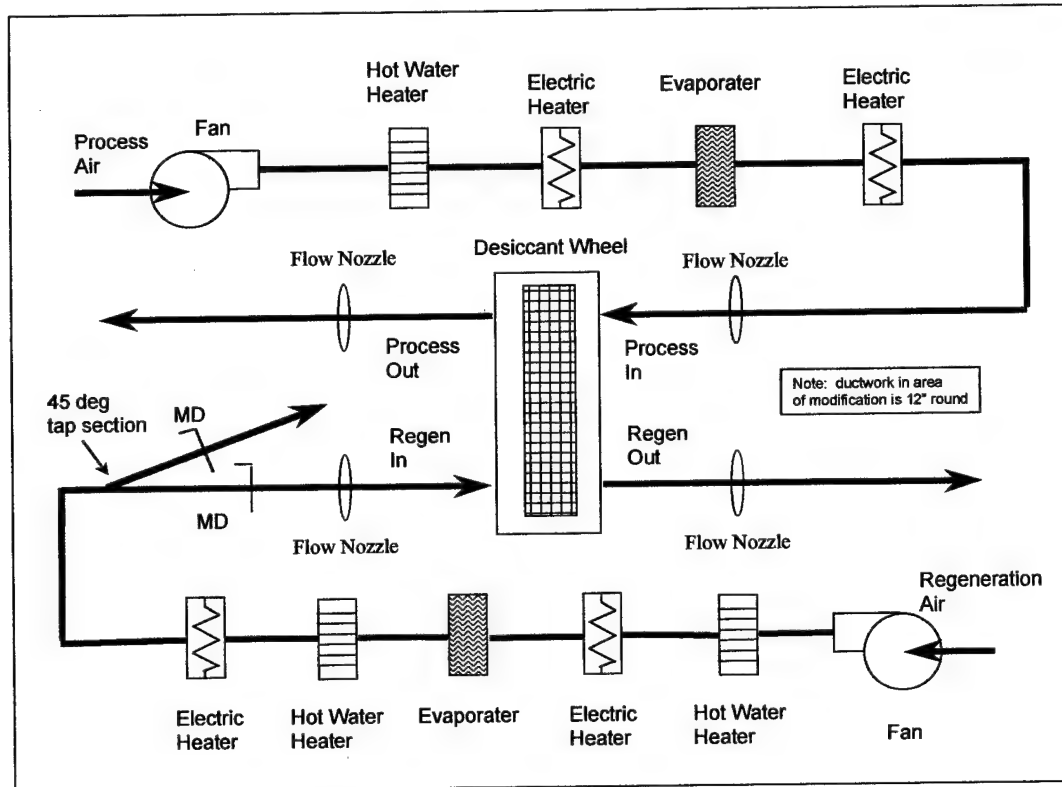 Hot Water
Heater
Electric
Heater
Evaporater
Electric
Heater
Process
Air
Fan
Flow Nozzle
Desiccant Wheel
Flow Nozzle
Process
Out
Process
In
Note: ductwork in area
of modification is 12" round
45 deg
tap section
MD
Regen
In
Regen
Out
MD
Flow Nozzle
Flow Nozzle
Regeneration
Air
Electric
Heater
Hot Water
Heater
Evaporater
Electric
Heater
Hot Water
Heater
Fan